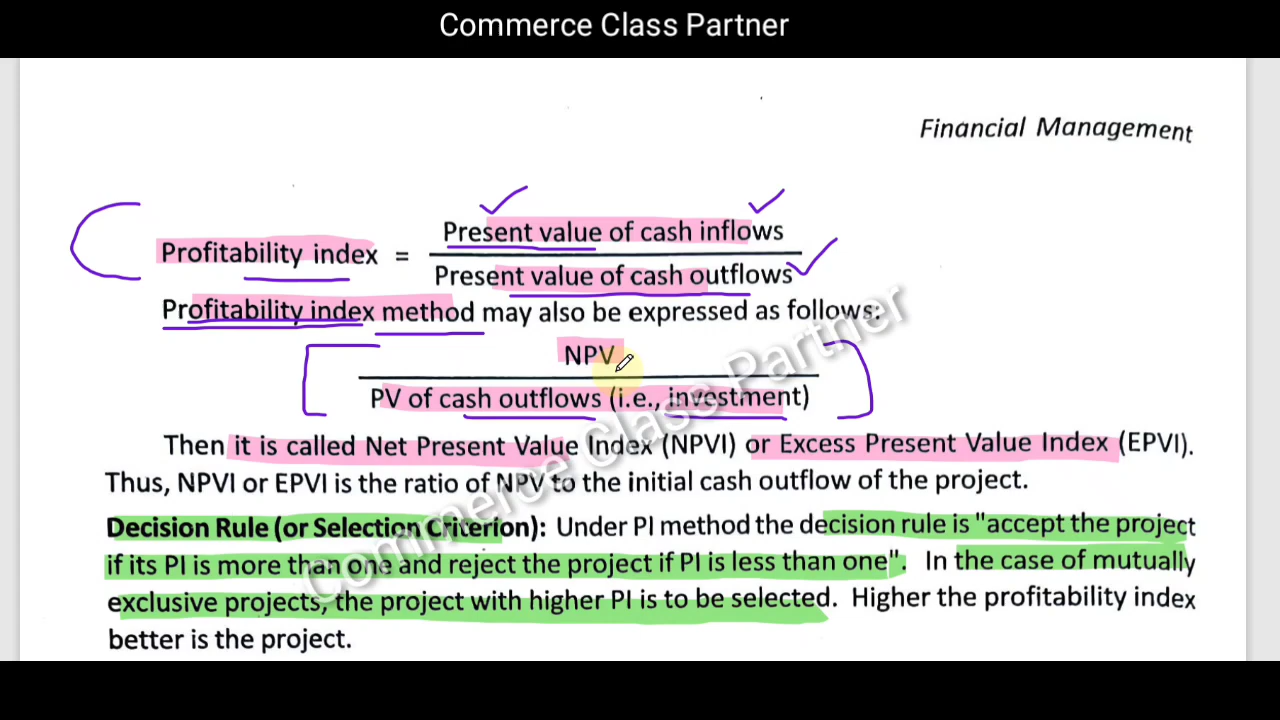 Commerce Class Partner
Financial Management
Present value of cash inflows
Profitability index =
Present value of cash outflows
Profitability index method may also be expressed as follows:
NPV
PV of cash outflows (i.e., investment)
Then it is called Net Present Value Index (NPVI) or Excess Present Value Index (EPVI).
Thus, NPVI or EPVI is the ratio of NPV to the initial cash outflow of the project.
Decision Rule (or Selection Criterion): Under PI method the decision rule is "accept the project
if its PI is more than one and reject the project if PI is less than one". In the case of mutually
exclusive projects, the project with higher PI is to be selected. Higher the profitability index
better is the project.
Commerce Class Partner